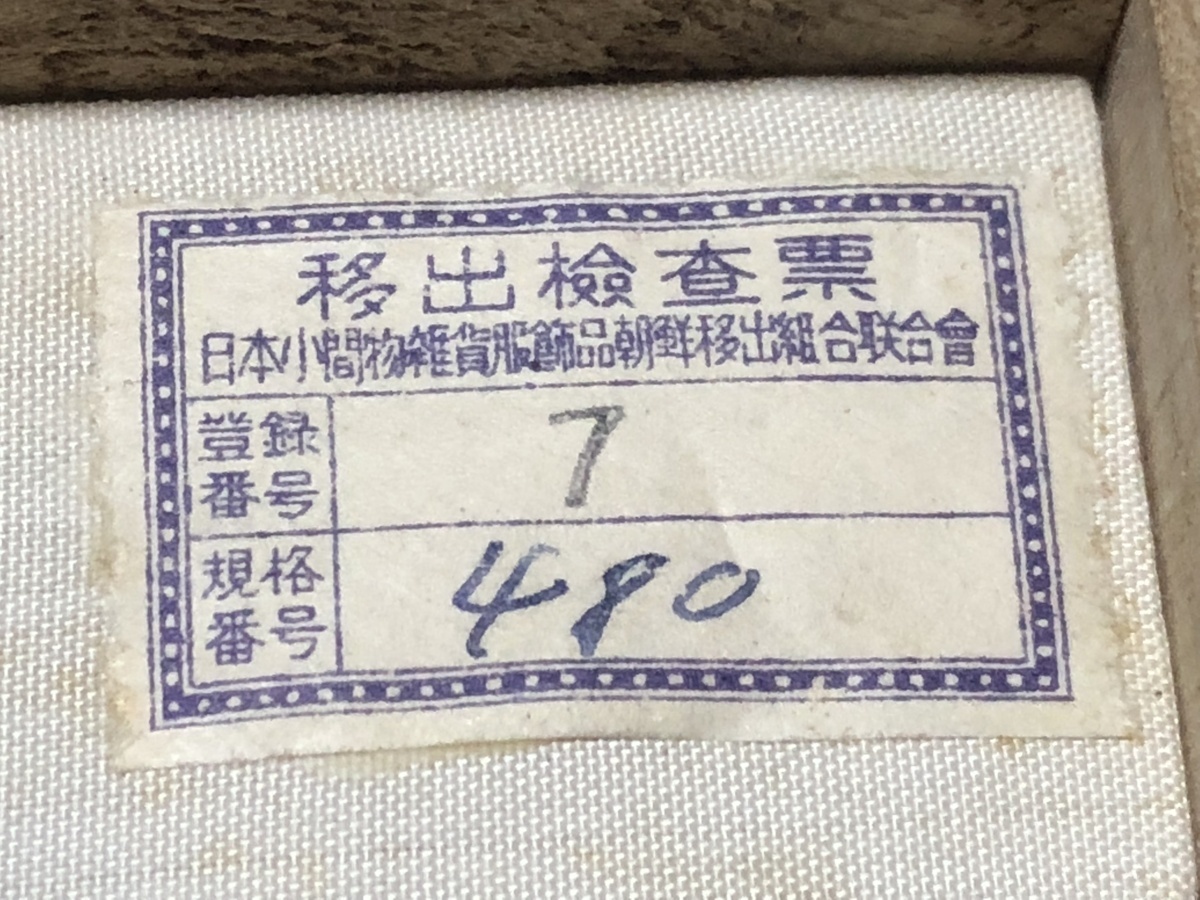 移出檢査票
日本小間物雑貨服飾品朝鮮移出組合联合會
登録番号 7
規格番号 480